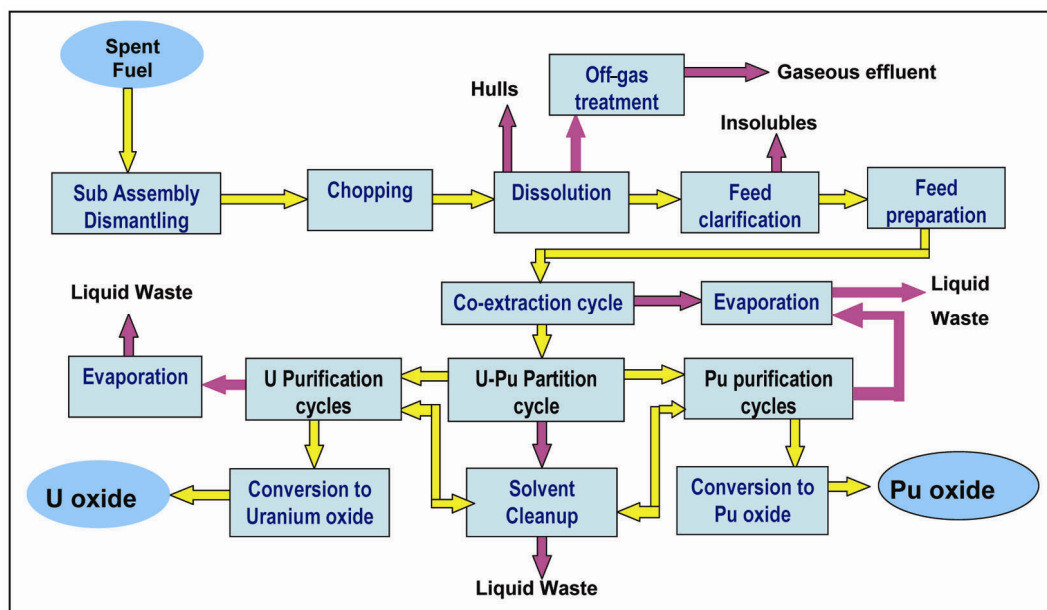 Spent
Fuel
Off-gas
treatment
Gaseous effluent
Hulls
Insolubles
Sub Assembly
Dismantling
Chopping
Dissolution
Feed
clarification
Feed
preparation
Liquid Waste
Co-extraction cycle
Evaporation
Liquid
Waste
Evaporation
U Purification
cycles
U-Pu Partition
cycle
Pu purification
cycles
U oxide
Conversion to
Uranium oxide
Solvent
Cleanup
Conversion to
Pu oxide
Pu oxide
Liquid Waste